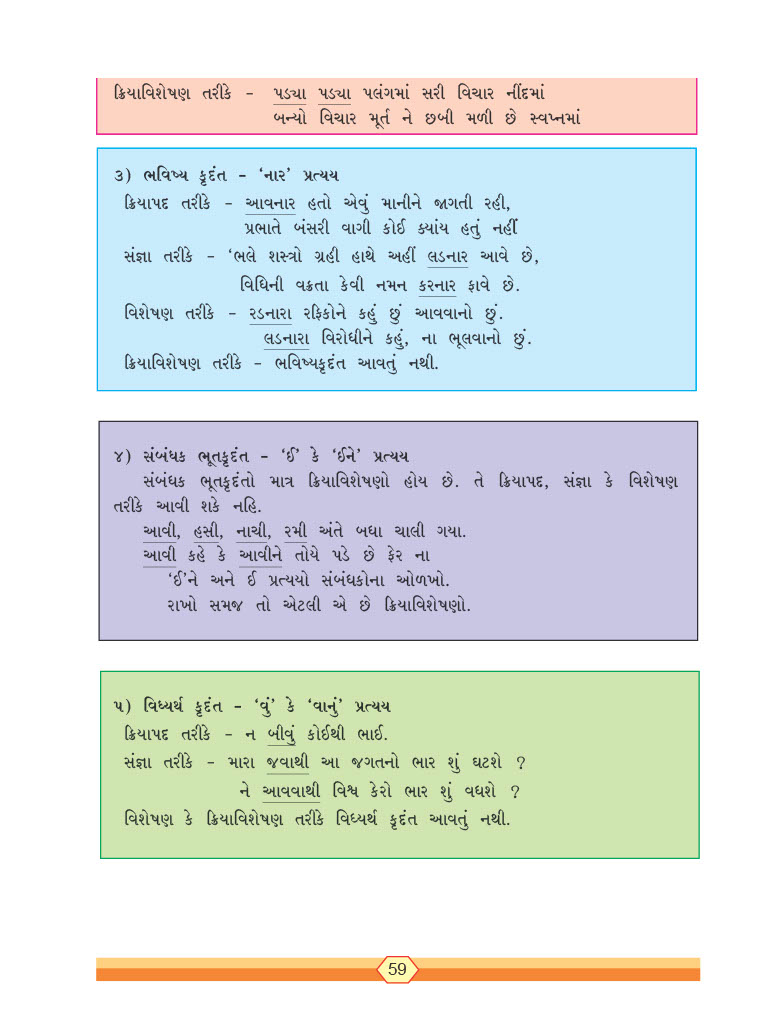 ક્રિયાવિશેષણ તરીકે - પડ્યા પડ્યા પલંગમાં સરી વિચાર નીંદમાં
બન્યો વિચાર મૂર્ત ને છબી મળી છે સ્વપ્નમાં
૩) ભવિષ્ય કૃદંત - ‘નાર’ પ્રત્યય
ક્રિયાપદ તરીકે - આવનાર હતો એવું માનીને જાગતી રહી,
પ્રભાતે બંસરી વાગી કોઈ ક્યાંય હતું નહીં
સંજ્ઞા તરીકે - ‘ભલે શસ્ત્રો ગ્રહી હાથે અહીં લડનાર આવે છે,
વિધિની વક્રતા કેવી નમન કરનાર ફાવે છે.
વિશેષણ તરીકે - રડનારા રફિકોને કહું છું આવવાનો છું.
લડનારા વિરોધીને કહું, ના ભૂલવાનો છું.
ક્રિયાવિશેષણ તરીકે - ભવિષ્યકૃદંત આવતું નથી.
૪) સંબંધક ભૂતકૃદંત - ‘ઈ’ કે ‘ઈને’ પ્રત્યય
સંબંધક ભૂતકૃદંતો માત્ર ક્રિયાવિશેષણો હોય છે. તે ક્રિયાપદ, સંજ્ઞા કે વિશેષણ
તરીકે આવી શકે નહિ.
આવી, હસી, નાચી, રમી અંતે બધા ચાલી ગયા.
આવી કહે કે આવીને તોયે પડે છે ફેર ના
‘ઈ’ને અને ઈ પ્રત્યયો સંબંધકોના ઓળખો.
રાખો સમજ તો એટલી એ છે ક્રિયાવિશેષણો.
૫) વિધ્યર્થ કૃદંત - ‘વું’ કે ‘વાનું’ પ્રત્યય
ક્રિયાપદ તરીકે - ન બીવું કોઈથી ભાઈ.
સંજ્ઞા તરીકે - મારા જવાથી આ જગતનો ભાર શું ઘટશે ?
ને આવવાથી વિશ્વ કેરો ભાર શું વધશે ?
વિશેષણ કે ક્રિયાવિશેષણ તરીકે વિધ્યર્થ કૃદંત આવતું નથી.
59